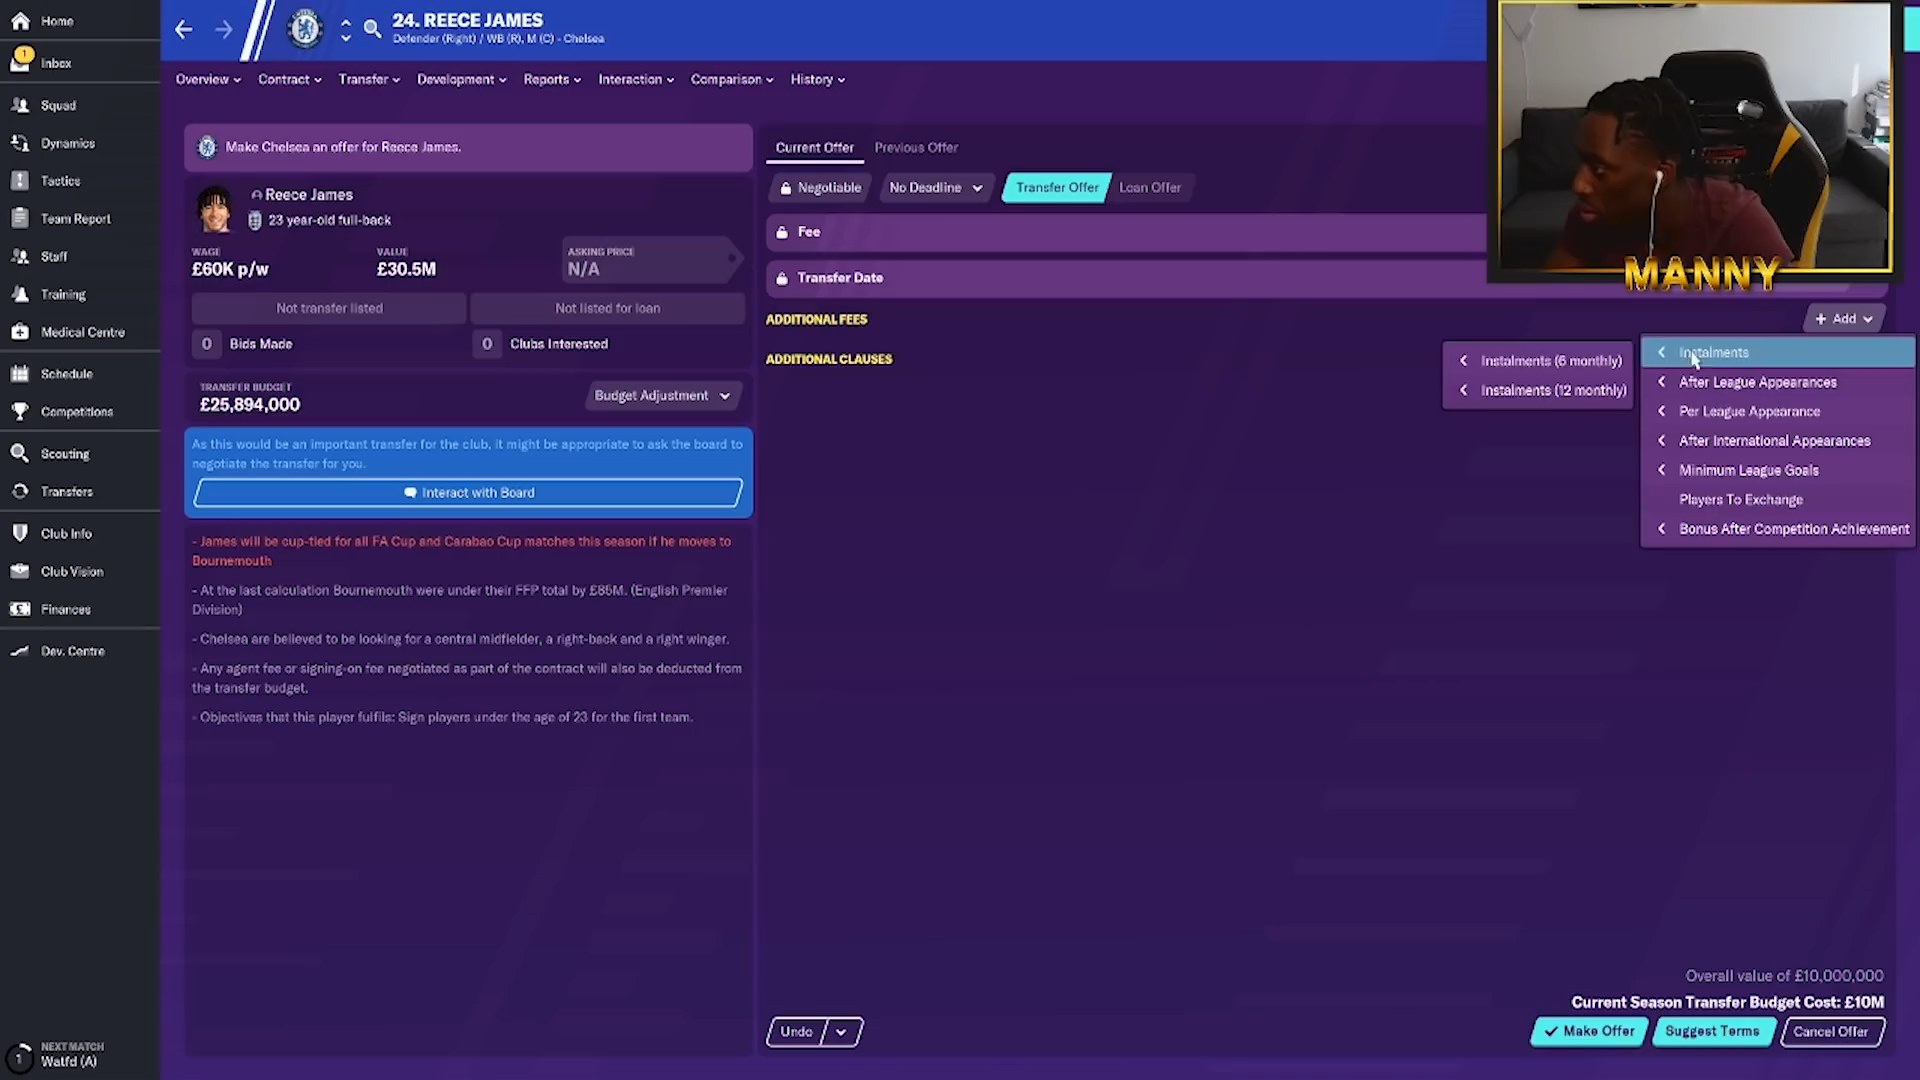 Home
1
Inbox
Squad
Dynamics
Tactics
Team Report
Staff
Training
Medical Centre
Schedule
Competitions
Scouting
Transfers
Club Info
Club Vision
Finances
Dev. Centre
1
NEXT MATCH
Watfd (A)
24. REECE JAMES
Defender (Right) / WB (R), M (C) - Chelsea
Overview Contract Transfer Development Reports Interaction Comparison History
Make Chelsea an offer for Reece James.
Reece James
23 year-old full-back
WAGE VALUE ASKING PRICE
£60K p/w £30.5M N/A
Not transfer listed Not listed for loan
0 Bids Made 0 Clubs Interested
TRANSFER BUDGET
£25,894,000
Budget Adjustment
As this would be an important transfer for the club, it might be appropriate to ask the board to
negotiate the transfer for you.
Interact with Board
- James will be cup-tied for all FA Cup and Carabao Cup matches this season if he moves to
Bournemouth
- At the last calculation Bournemouth were under their FFP total by £85M. (English Premier
Division)
- Chelsea are believed to be looking for a central midfielder, a right-back and a right winger.
- Any agent fee or signing-on fee negotiated as part of the contract will also be deducted from
the transfer budget.
- Objectives that this player fulfils: Sign players under the age of 23 for the first team.
Current Offer Previous Offer
Negotiable No Deadline Transfer Offer Loan Offer
Fee
Transfer Date
ADDITIONAL FEES
+ Add
ADDITIONAL CLAUSES
Instalments (6 monthly)
Instalments (12 monthly)
Instalments
After League Appearances
Per League Appearance
After International Appearances
Minimum League Goals
Players To Exchange
Bonus After Competition Achievement
MANNY
Overall value of £10,000,000
Current Season Transfer Budget Cost: £10M
Undo
Make Offer Suggest Terms Cancel Offer